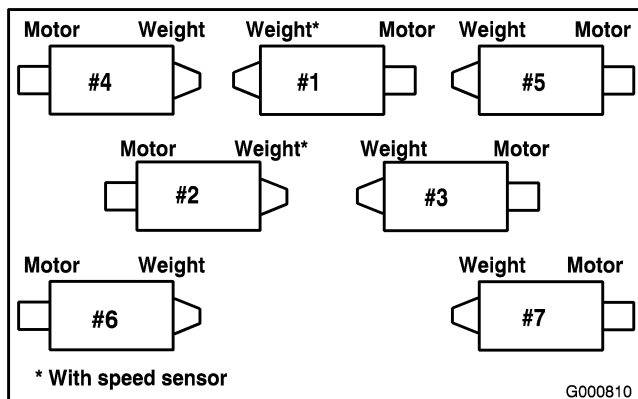 Motor Weight Weight* Motor Weight Motor
#4 #1 #5
Motor Weight* Weight Motor
#2 #3
Motor Weight Weight Motor
#6 #7
* With speed sensor
G000810